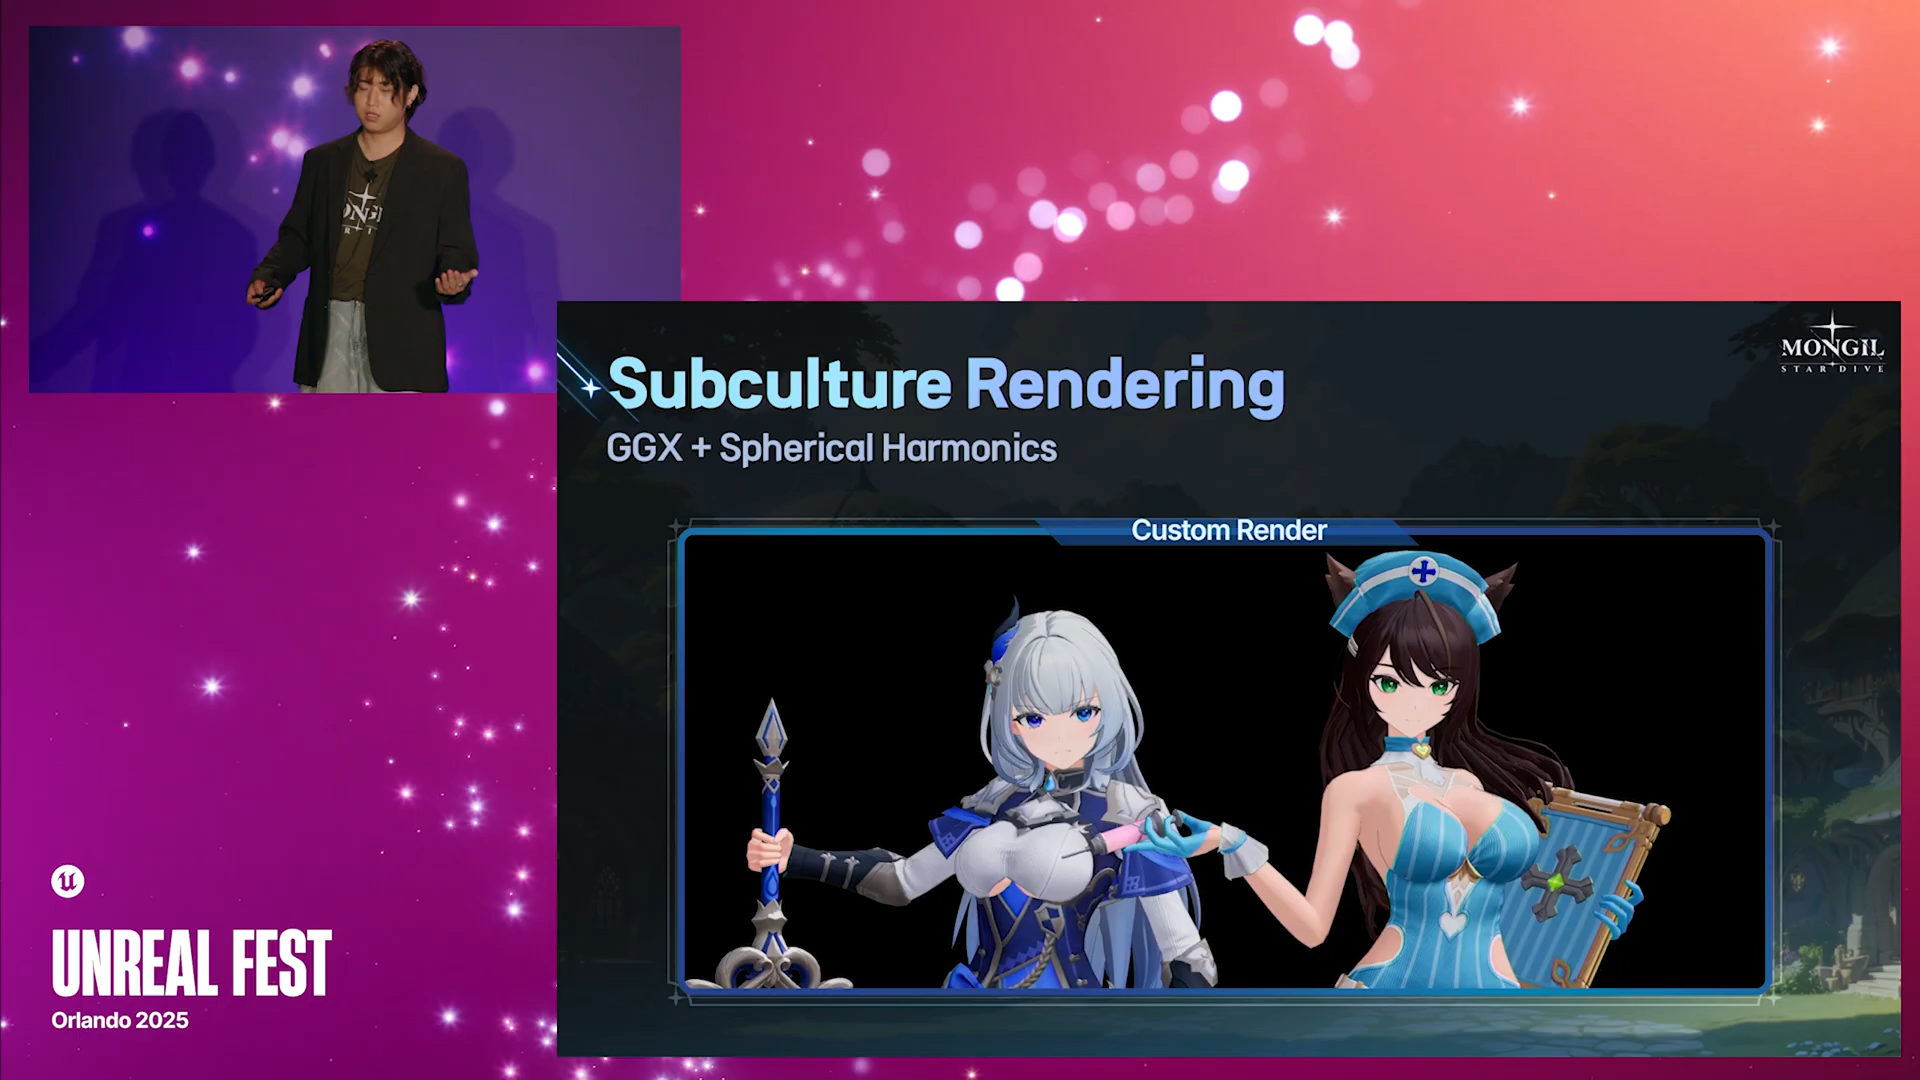 Subculture Rendering
GGX + Spherical Harmonics
MONGIL
STAR DIVE
Custom Render
UNREAL FEST
Orlando 2025